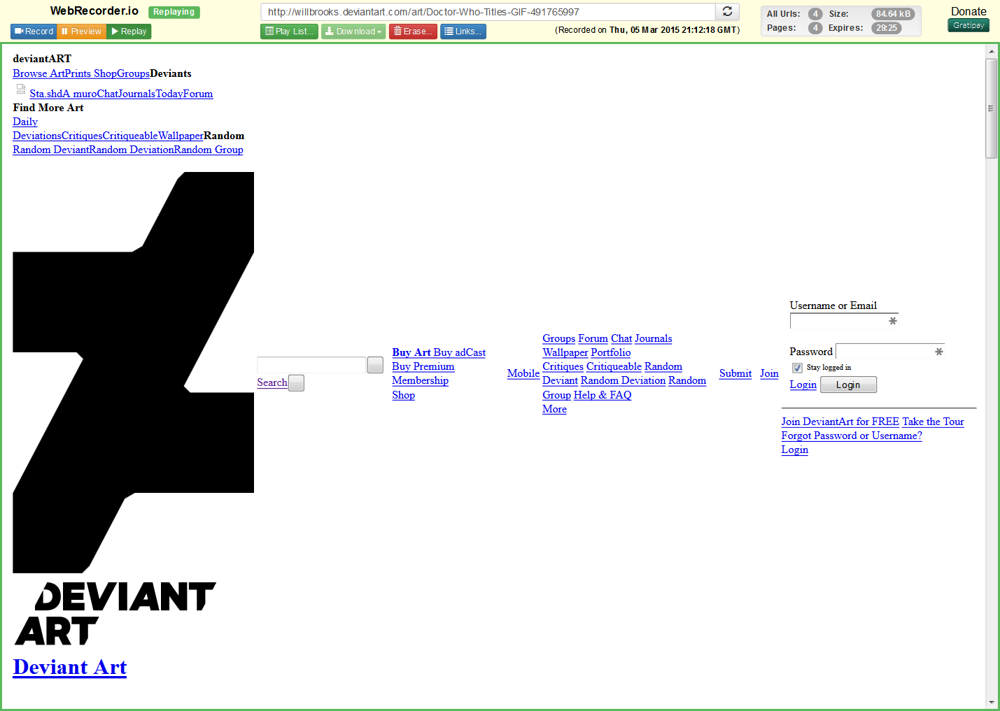 WebRecorder.io Replaying
http://willbrooks.deviantart.com/art/Doctor-Who-Titles-GIF-491765997
All Urls: 4 Size: 84.64 kB
Donate
Record Preview Replay
Play List... Download Erase... Links...
(Recorded on Thu, 05 Mar 2015 21:12:18 GMT)
Pages: 4 Expires: 29:25
Gratipay
deviantART
Browse ArtPrints ShopGroupsDeviants
Sta.shdA muroChatJournalsTodayForum
Find More Art
Daily
DeviationsCritiquesCritiqueableWallpaperRandom
Random DeviantRandom DeviationRandom Group
DEVIANT
ART
Deviant Art
Search
Buy Art Buy adCast
Buy Premium
Membership
Shop
Mobile
Groups Forum Chat Journals
Wallpaper Portfolio
Critiques Critiqueable Random
Deviant Random Deviation Random
Group Help & FAQ
More
Submit
Join
Username or Email
Password
Stay logged in
Login Login
Join DeviantArt for FREE Take the Tour
Forgot Password or Username?
Login